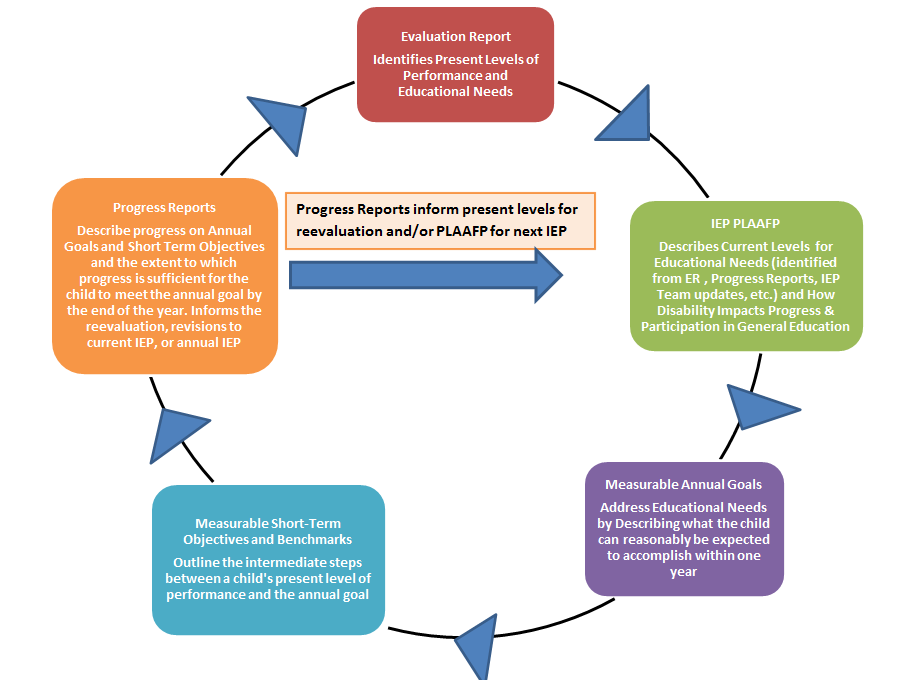 Evaluation Report
Identifies Present Levels of
Performance and
Educational Needs
Progress Reports
Describe progress on Annual
Goals and Short Term Objectives
and the extent to which
progress is sufficient for the
child to meet the annual goal by
the end of the year. Informs the
reevaluation, revisions to
current IEP, or annual IEP
Progress Reports inform present levels for
reevaluation and/or PLAAFP for next IEP
IEP PLAAFP
Describes Current Levels for
Educational Needs (identified
from ER , Progress Reports, IEP
Team updates, etc.) and How
Disability Impacts Progress &
Participation in General Education
Measurable Annual Goals
Address Educational Needs
by Describing what the child
can reasonably be expected
to accomplish within one
year
Measurable Short-Term
Objectives and Benchmarks
Outline the intermediate steps
between a child's present level of
performance and the annual goal